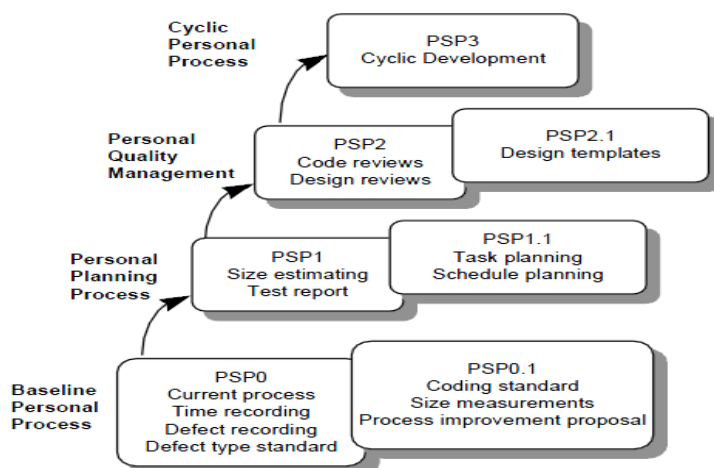 Cyclic
Personal
Process
PSP3
Cyclic Development
Personal
Quality
Management
PSP2
Code reviews
Design reviews
PSP2.1
Design templates
Personal
Planning
Process
PSP1
Size estimating
Test report
PSP1.1
Task planning
Schedule planning
Baseline
Personal
Process
PSP0
Current process
Time recording
Defect recording
Defect type standard
PSP0.1
Coding standard
Size measurements
Process improvement proposal